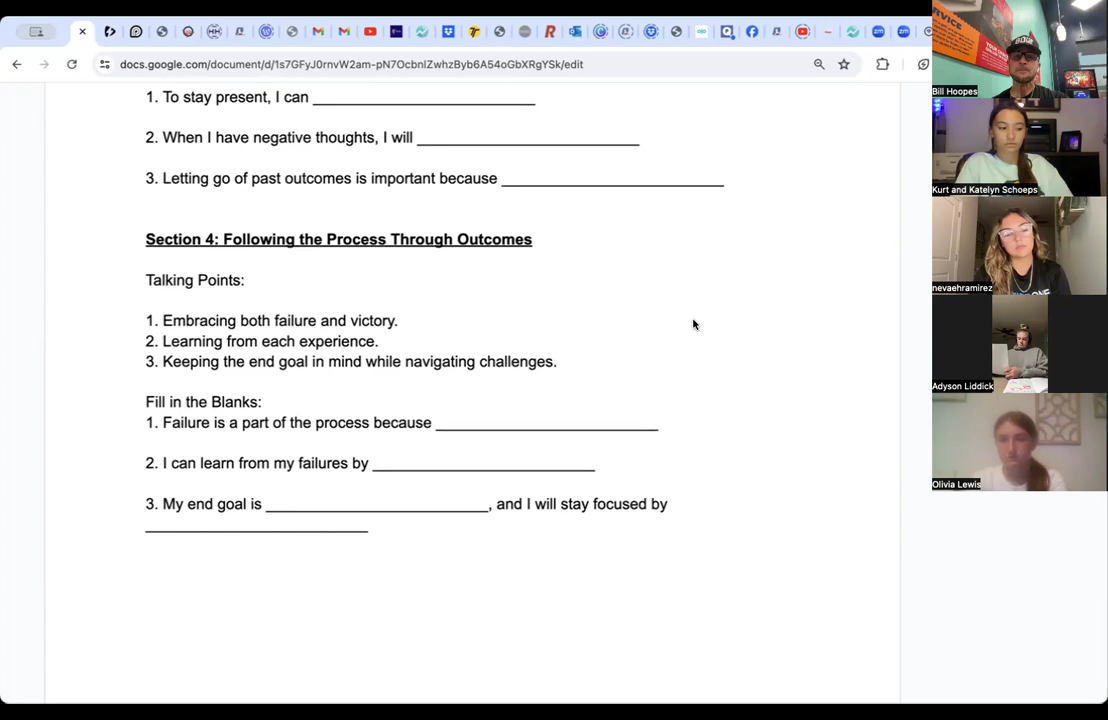 docs.google.com/document/d/1s7GFyJ0rnvW2am-pN7OcbnlZwhzByb6A54oGbXRgYSk/edit
1. To stay present, I can ___________________________
2. When I have negative thoughts, I will ___________________________
3. Letting go of past outcomes is important because ___________________________
Section 4: Following the Process Through Outcomes
Talking Points:
1. Embracing both failure and victory.
2. Learning from each experience.
3. Keeping the end goal in mind while navigating challenges.
Fill in the Blanks:
1. Failure is a part of the process because ___________________________
2. I can learn from my failures by ___________________________
3. My end goal is ___________________________, and I will stay focused by
___________________________
Bill Hoopes
Kurt and Katelyn Schoeps
nevaehramirez
Adyson Liddick
Olivia Lewis